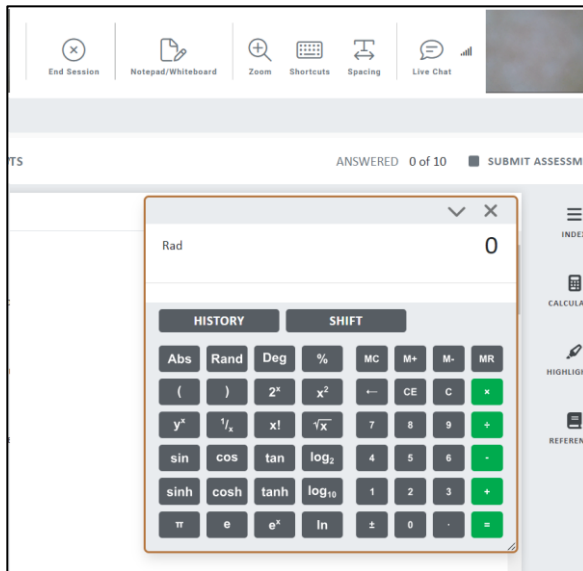 End Session Notepad/Whiteboard Zoom Shortcuts Spacing Live Chat
ANSWERED 0 of 10 SUBMIT ASSESSM
INDE
CALCULA
HIGHLIGH
REFEREN
Rad 0
HISTORY SHIFT
Abs Rand Deg % MC M+ M- MR
( ) 2ˣ x² ← CE C ×
yˣ ¹/ₓ x! √x 7 8 9 ÷
sin cos tan log₂ 4 5 6 -
sinh cosh tanh log₁₀ 1 2 3 +
π e eˣ ln ± 0 · =